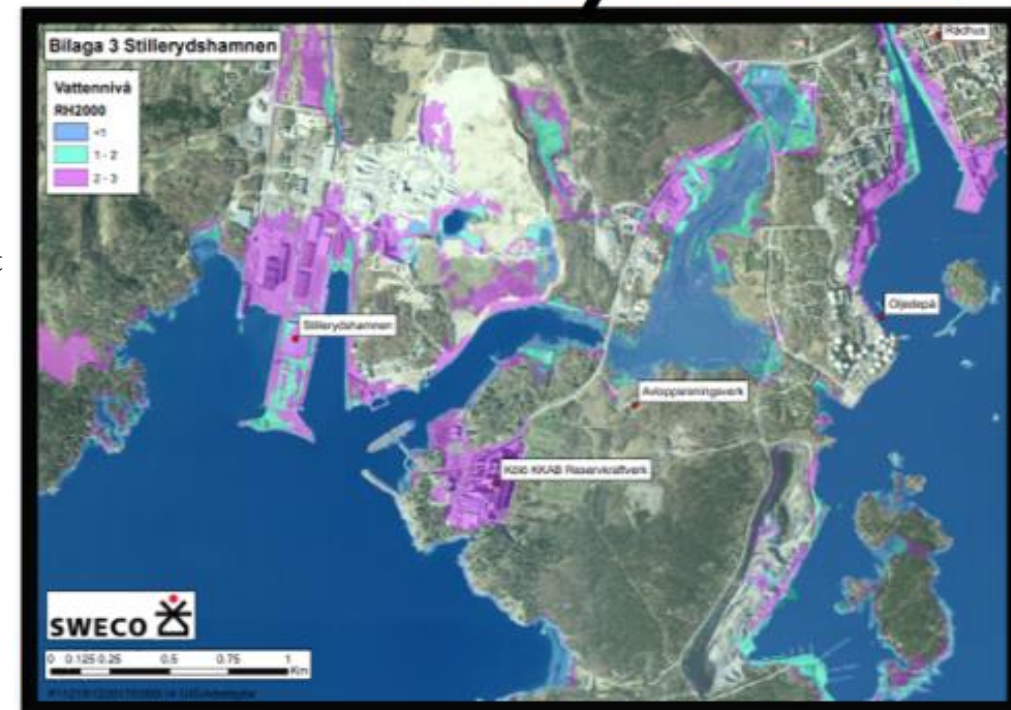 Bilaga 3 Stillerydshamnen
Rådhus
Vattennivå
RH2000
<1
1 - 2
2 - 3
Stillerydshamnen
Oljedepå
Avloppsreningsverk
KKAB Reservkraftverk
SWECO
0 0.125 0.25 0.5 0.75 1
Km